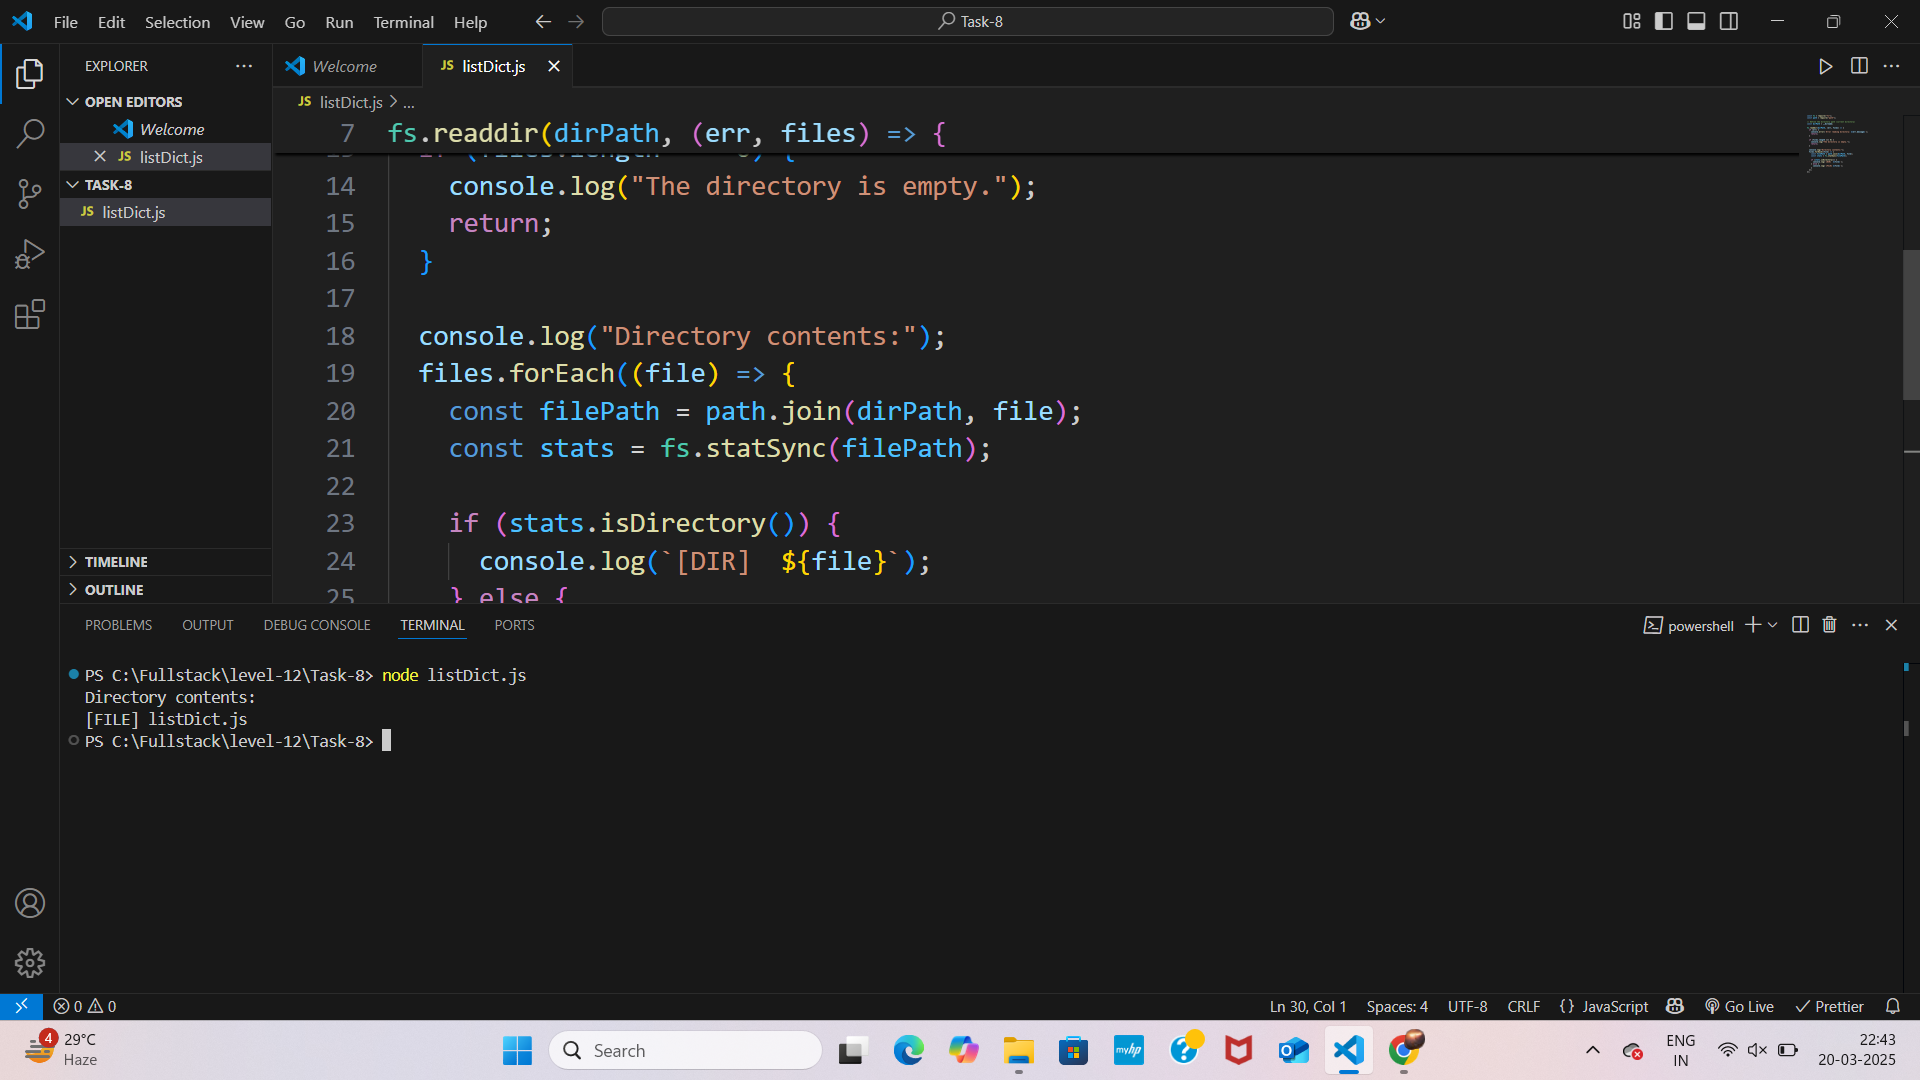 File Edit Selection View Go Run Terminal Help
Task-8
EXPLORER
OPEN EDITORS
Welcome
JS listDict.js
TASK-8
JS listDict.js
TIMELINE
OUTLINE
Welcome
JS listDict.js
JS listDict.js > ...
7 fs.readdir(dirPath, (err, files) => {
14 console.log("The directory is empty.");
15 return;
16 }
17
18 console.log("Directory contents:");
19 files.forEach((file) => {
20 const filePath = path.join(dirPath, file);
21 const stats = fs.statSync(filePath);
22
23 if (stats.isDirectory()) {
24 console.log(`[DIR]  ${file}`);
25 } else {
PROBLEMS OUTPUT DEBUG CONSOLE TERMINAL PORTS
powershell
PS C:\Fullstack\level-12\Task-8> node listDict.js
Directory contents:
[FILE] listDict.js
PS C:\Fullstack\level-12\Task-8>
0 0
Ln 30, Col 1 Spaces: 4 UTF-8 CRLF {} JavaScript Go Live Prettier
4
29°C
Haze
Search
myhp
ENG
IN
22:43
20-03-2025